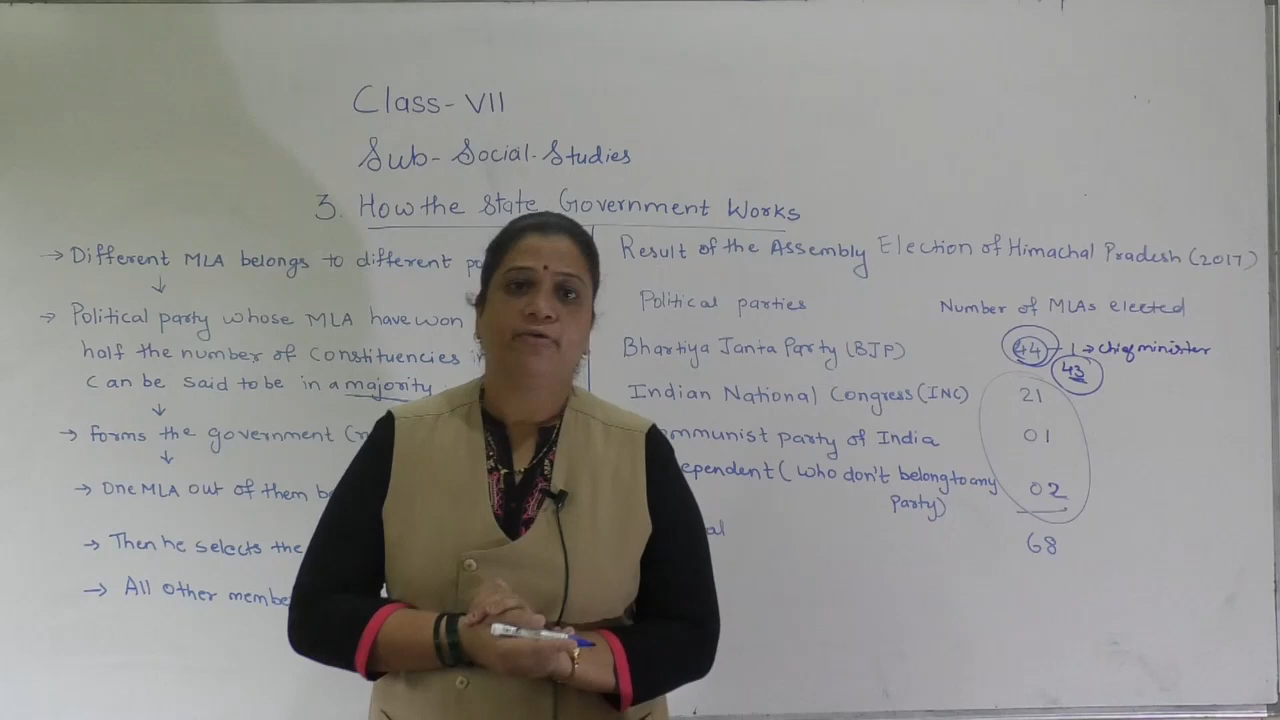 Class-VII
Sub- Social-Studies
3. How the State Government Works
→ Different MLA belongs to different
↓
→ Political party whose MLA have won
half the number of constituencies
can be said to be in a majority
↓
→ forms the government
↓
→ One MLA out of them
→ Then he selects the
→ All other
Result of the Assembly Election of Himachal Pradesh (2017)
Political parties Number of MLAs elected
Bhartiya Janta Party (BJP) 44 - 1 → chief minister
43
Indian National Congress (INC) 21
party of India 01
(who don't belong to any 02
party)
68